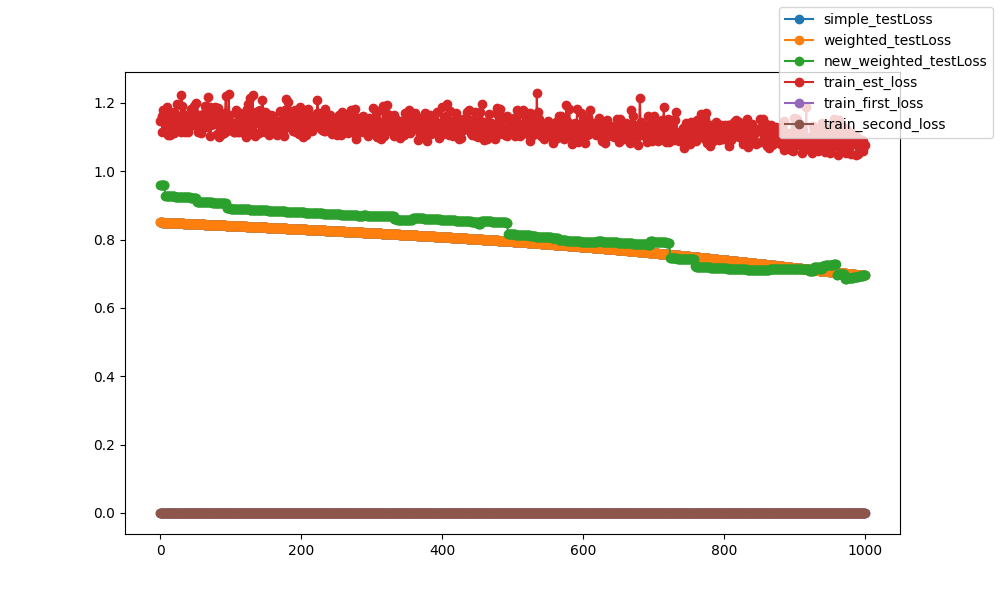 simple_testLoss
weighted_testLoss
new_weighted_testLoss
train_est_loss
train_first_loss
train_second_loss
1.2
1.0
0.8
0.6
0.4
0.2
0.0
0 200 400 600 800 1000